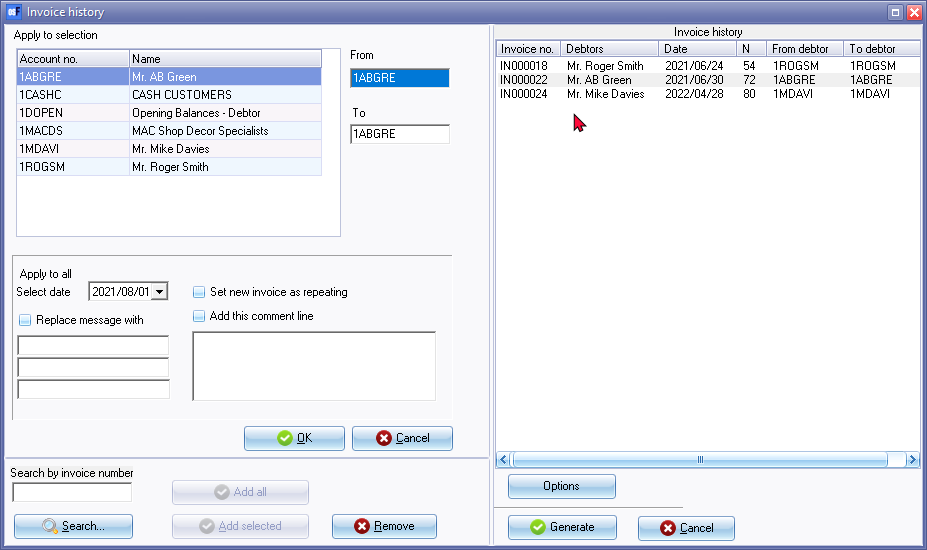 Invoice history
Apply to selection
Account no. Name
1ABGRE Mr. AB Green
1CASHC CASH CUSTOMERS
1DOPEN Opening Balances - Debtor
1MACDS MAC Shop Decor Specialists
1MDAVI Mr. Mike Davies
1ROGSM Mr. Roger Smith
From
1ABGRE
To
1ABGRE
Apply to all
Select date 2021/08/01
Set new invoice as repeating
Replace message with
Add this comment line
OK Cancel
Search by invoice number
Add all
Search... Add selected Remove
Invoice history
Invoice no. Debtors Date N From debtor To debtor
IN000018 Mr. Roger Smith 2021/06/24 54 1ROGSM 1ROGSM
IN000022 Mr. AB Green 2021/06/30 72 1ABGRE 1ABGRE
IN000024 Mr. Mike Davies 2022/04/28 80 1MDAVI 1MDAVI
Options
Generate Cancel